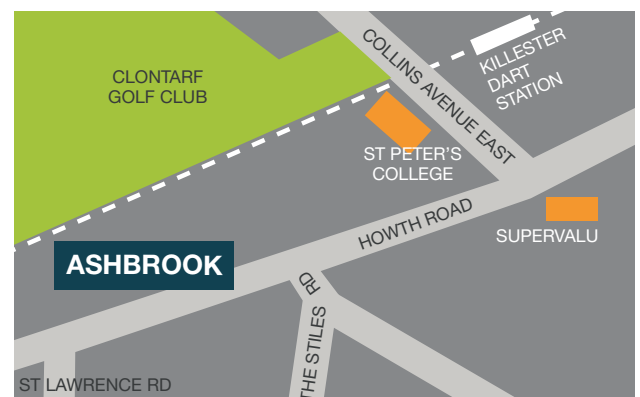 CLONTARF
GOLF CLUB
COLLINS AVENUE EAST
KILLESTER
DART
STATION
ST PETER'S
COLLEGE
HOWTH ROAD
SUPERVALU
ASHBROOK
THE STILES RD
ST LAWRENCE RD